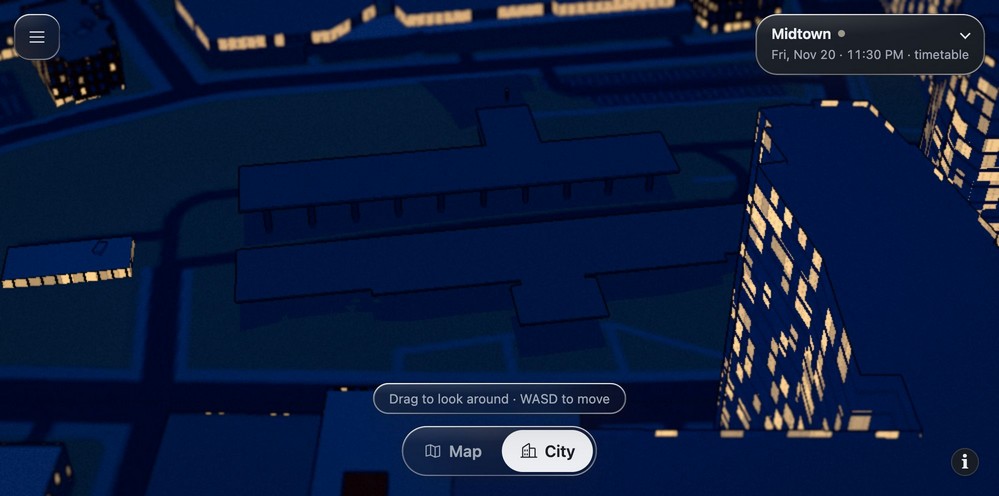 Midtown
Fri, Nov 20 · 11:30 PM · timetable
Drag to look around · WASD to move
Map
City
i